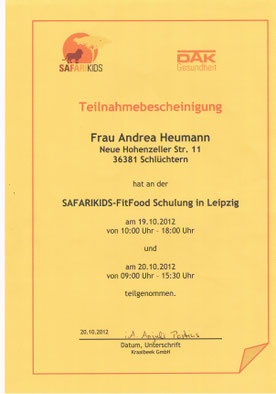 SAFARIKIDS
DAK
Gesundheit
Teilnahmebescheinigung
Frau Andrea Heumann
Neue Hohenzeller Str. 11
36381 Schlüchtern
hat an der
SAFARIKIDS-FitFood Schulung in Leipzig
am 19.10.2012
von 10:00 Uhr - 18:00 Uhr
und
am 20.10.2012
von 09:00 Uhr - 15:30 Uhr
teilgenommen.
20.10.2012
Datum, Unterschrift
Kraalbeek GmbH